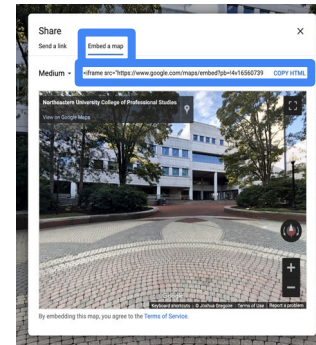 Share
Send a link Embed a map
Medium <iframe src="https://www.google.com/maps/embed?pb=!4v16560739 COPY HTML
Northeastern University College of Professional Studies
View on Google Maps
Keyboard shortcuts © Joshua Gregoire Terms of Use Report a problem
By embedding this map, you agree to the Terms of Service.